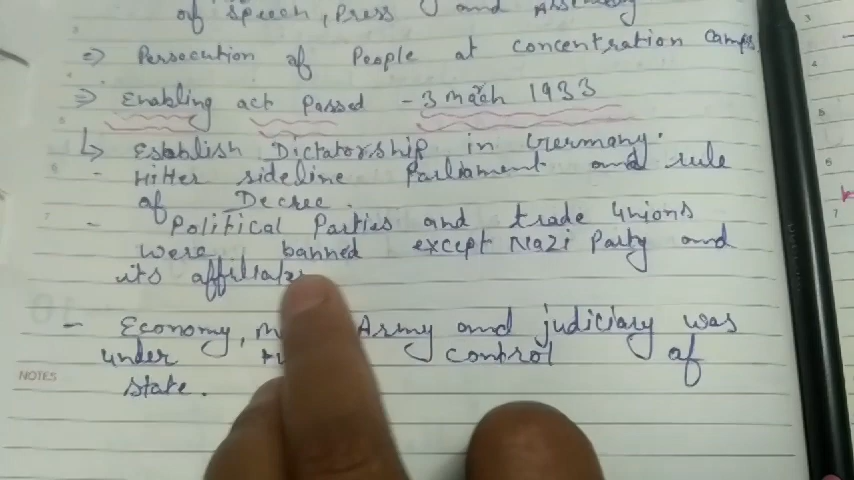 of speech, Press and Assembly
=) Persecution of People at concentration camps
=) Enabling act Passed - 3 march 1933
↳ Establish Dictatorship in Germany.
- Hitler sideline Parliament and rule
of Decree.
- Political Parties and trade unions
were banned except Nazi Party and
its affiliates
- Economy, Army and judiciary was
under control of
state.
NOTES